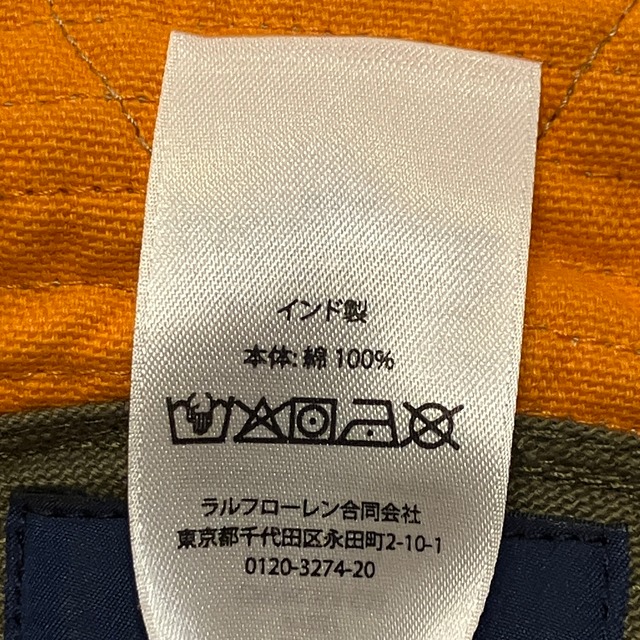 インド製
本体: 綿 100%
ラルフローレン合同会社
東京都千代田区永田町2-10-1
0120-3274-20